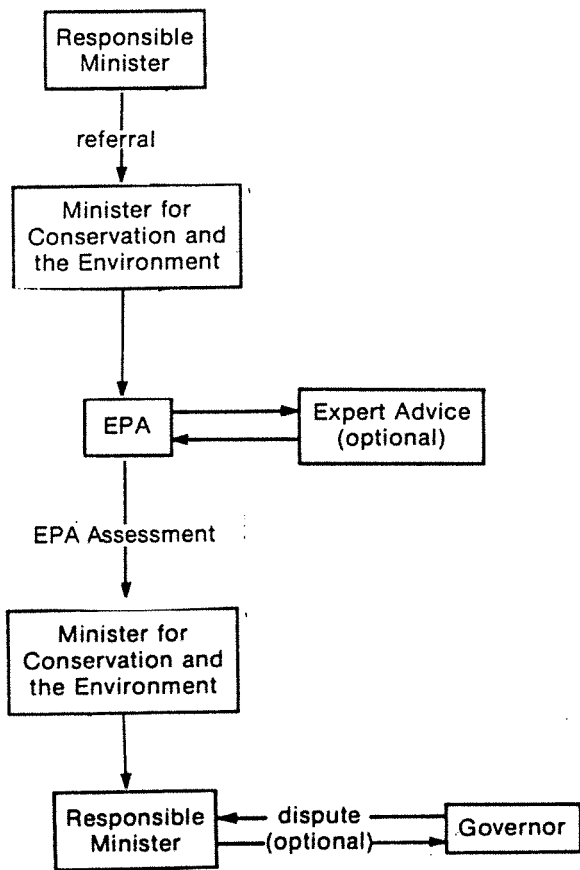 Responsible
Minister
referral
Minister for
Conservation and
the Environment
EPA
Expert Advice
(optional)
EPA Assessment
Minister for
Conservation and
the Environment
Responsible
Minister
dispute
(optional)
Governor